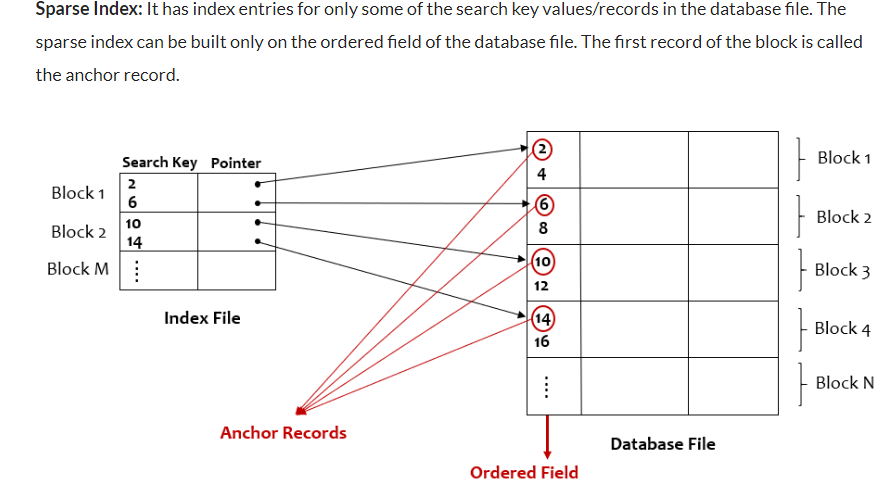 Sparse Index: It has index entries for only some of the search key values/records in the database file. The
sparse index can be built only on the ordered field of the database file. The first record of the block is called
the anchor record.
Search Key Pointer
Block 1
2
6
Block 2
10
14
Block M
⋮
Index File
2
4
Block 1
6
8
Block 2
10
12
Block 3
14
16
Block 4
⋮
Block N
Anchor Records
Database File
Ordered Field